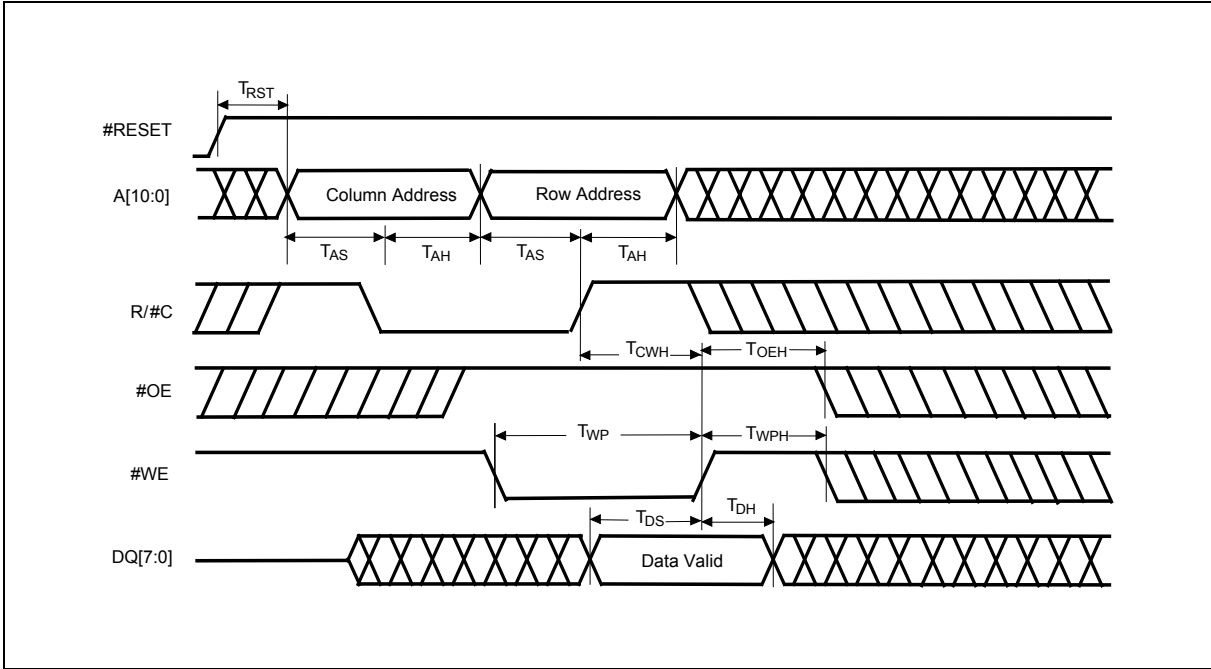 TRST
#RESET
A[10:0]
Column Address
Row Address
TAS
TAH
TAS
TAH
R/#C
TCWH
TOEH
#OE
TWP
TWPH
#WE
TDS
TDH
DQ[7:0]
Data Valid